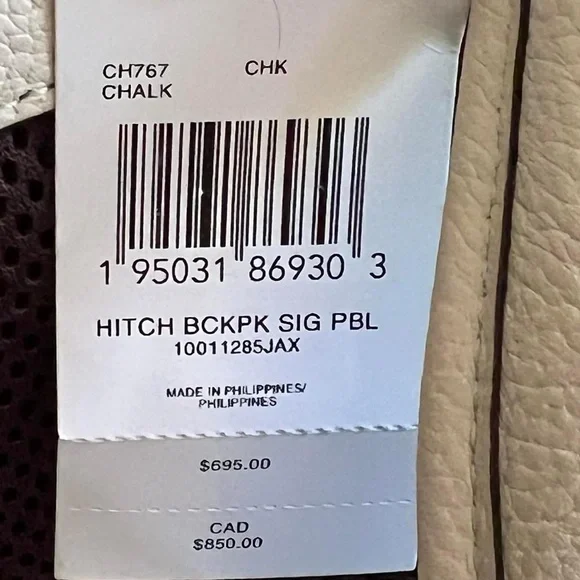 CH767 CHK
CHALK
1 95031 86930 3
HITCH BCKPK SIG PBL
10011285JAX
MADE IN PHILIPPINES/
PHILIPPINES
$695.00
CAD
$850.00